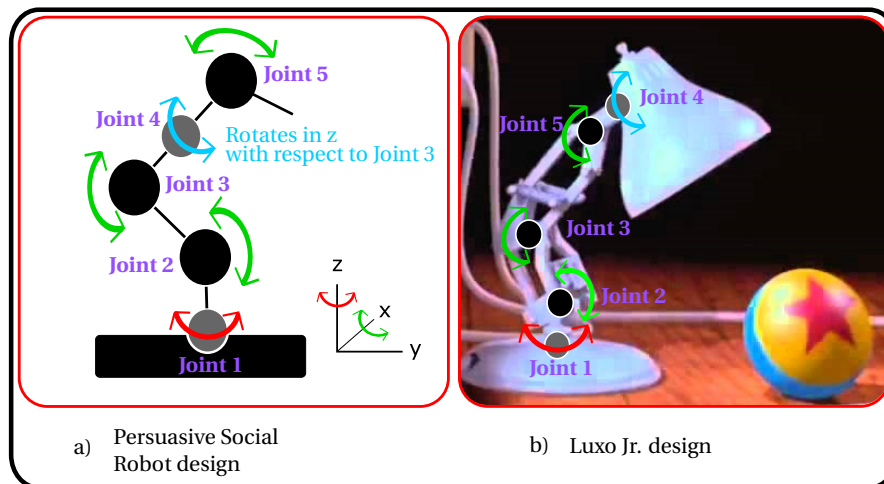 Joint 5
Joint 4
Rotates in z
with respect to Joint 3
Joint 3
Joint 2
z
x
y
Joint 1
Joint 4
Joint 5
Joint 3
Joint 2
Joint 1
a) Persuasive Social
Robot design
b) Luxo Jr. design